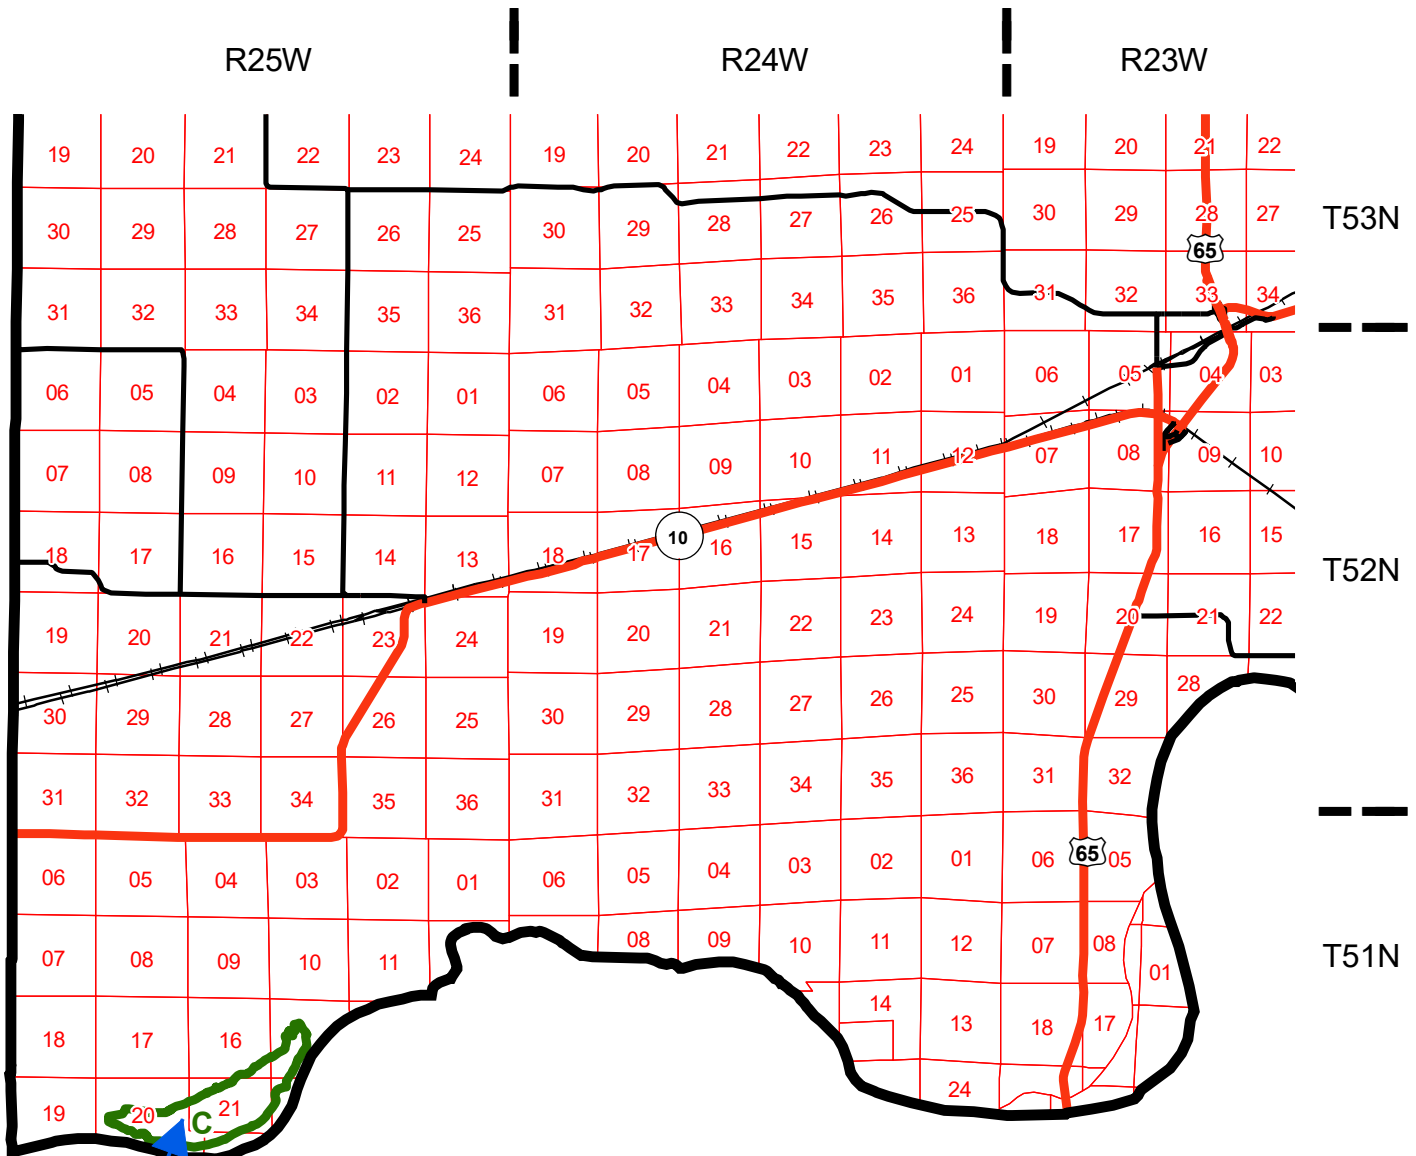 R25W R24W R23W
19 20 21 22 23 24 19 20 21 22 23 24 19 20 21 22
30 29 28 27 26 25 30 29 28 27 26 25 30 29 28 27
T53N
65
31 32 33 34 35 36 31 32 33 34 35 36 31 32 33 34
06 05 04 03 02 01 06 05 04 03 02 01 06 05 04 03
07 08 09 10 11 12 07 08 09 10 11 12 07 08 09 10
18 17 16 15 14 13 18 17 10 16 15 14 13 18 17 16 15
T52N
19 20 21 22 23 24 19 20 21 22 23 24 19 20 21 22
30 29 28 27 26 25 30 29 28 27 26 25 30 29 28
31 32 33 34 35 36 31 32 33 34 35 36 31 32
06 05 04 03 02 01 06 05 04 03 02 01 06 65 05
07 08 09 10 11 08 09 10 11 12 07 08 01
T51N
18 17 16 14 13 18 17
19 20 21 24
C